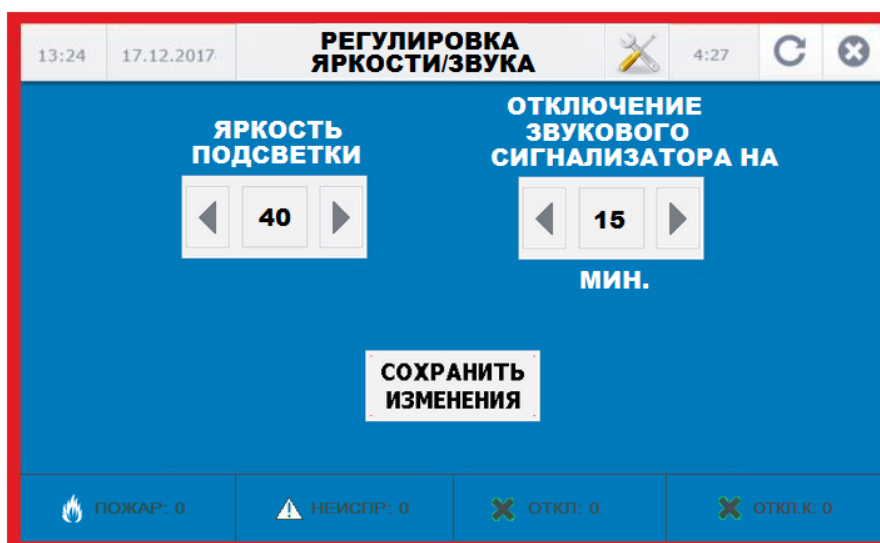 13:24
17.12.2017
РЕГУЛИРОВКА
ЯРКОСТИ/ЗВУКА
4:27
ЯРКОСТЬ
ПОДСВЕТКИ
40
ОТКЛЮЧЕНИЕ
ЗВУКОВОГО
СИГНАЛИЗАТОРА НА
15
МИН.
СОХРАНИТЬ
ИЗМЕНЕНИЯ
ПОЖАР: 0
НЕИСПР: 0
ОТКЛ: 0
ОТКЛ.К: 0